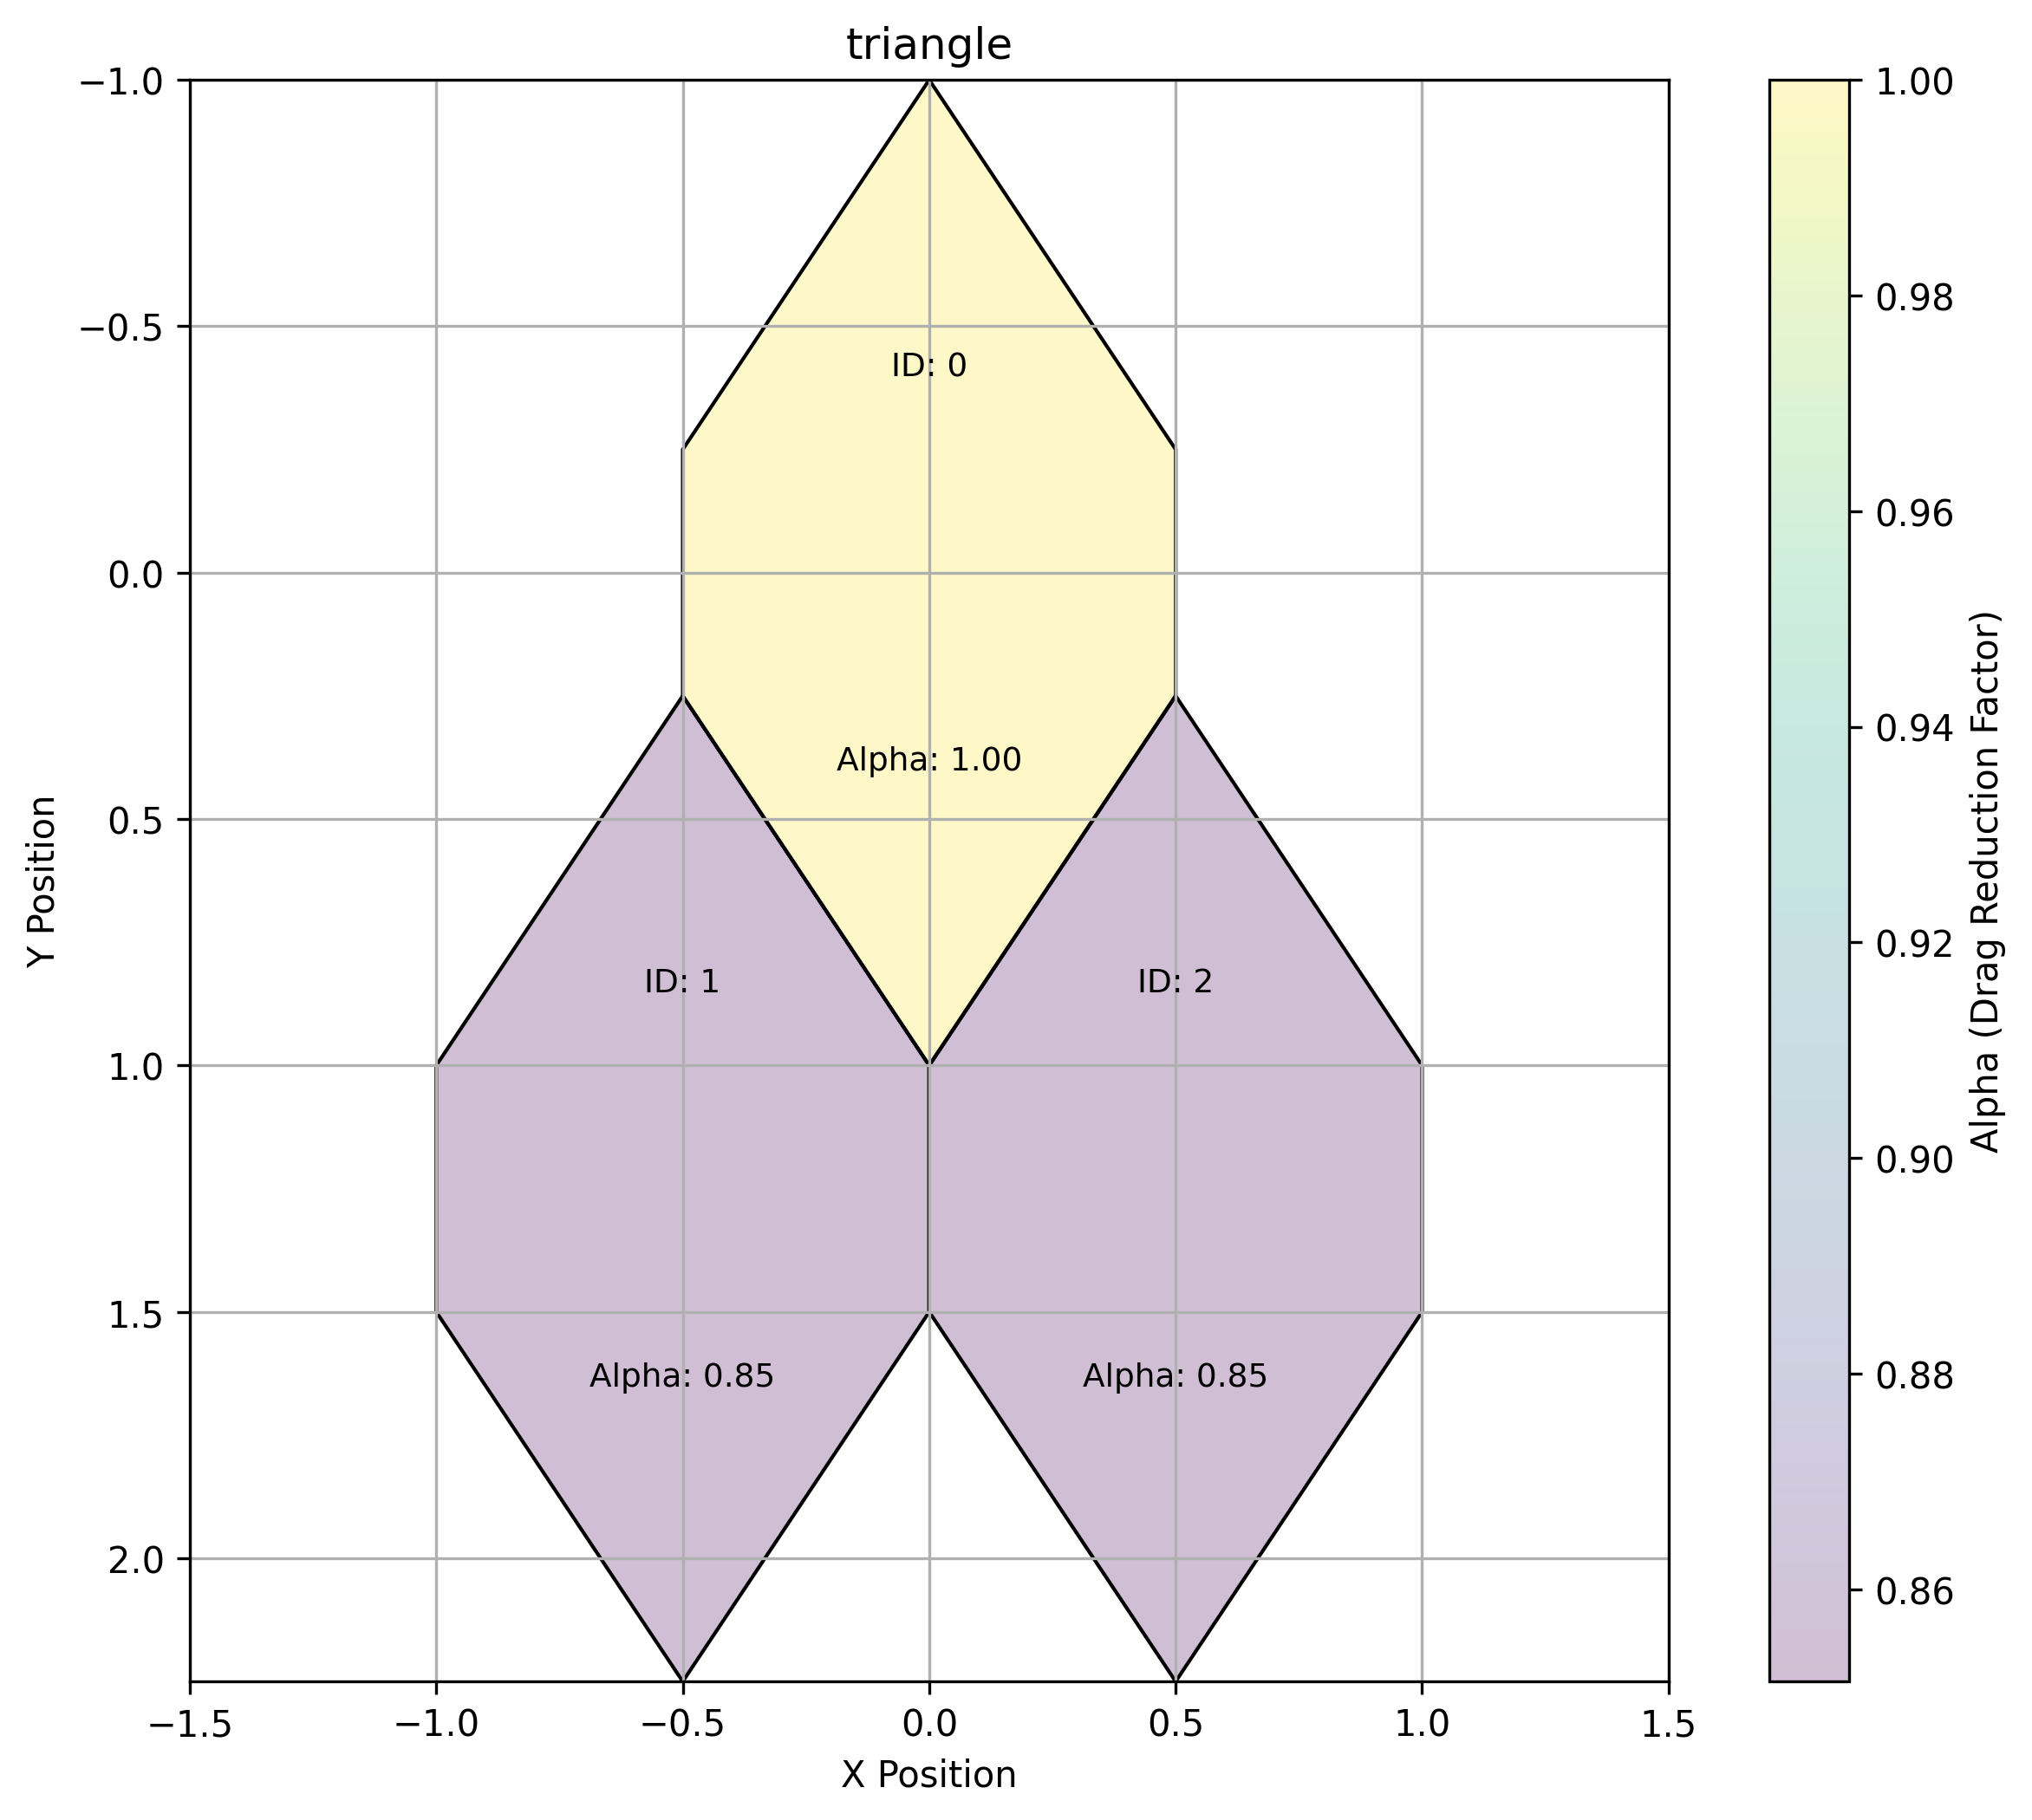 triangle
−1.0
−0.5
0.0
0.5
1.0
1.5
2.0
Y Position
ID: 0
Alpha: 1.00
ID: 1
ID: 2
Alpha: 0.85
Alpha: 0.85
−1.5
−1.0
−0.5
0.0
0.5
1.0
1.5
X Position
1.00
0.98
0.96
0.94
0.92
0.90
0.88
0.86
Alpha (Drag Reduction Factor)